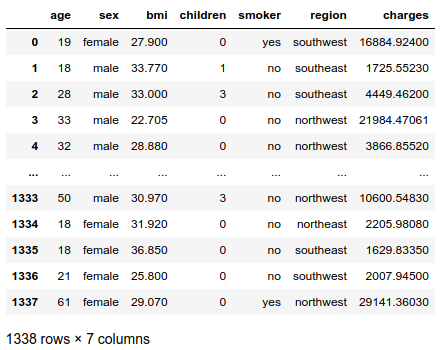 age sex bmi children smoker region charges
0 19 female 27.900 0 yes southwest 16884.92400
1 18 male 33.770 1 no southeast 1725.55230
2 28 male 33.000 3 no southeast 4449.46200
3 33 male 22.705 0 no northwest 21984.47061
4 32 male 28.880 0 no northwest 3866.85520
... ... ... ... ... ... ... ...
1333 50 male 30.970 3 no northwest 10600.54830
1334 18 female 31.920 0 no northeast 2205.98080
1335 18 female 36.850 0 no southeast 1629.83350
1336 21 female 25.800 0 no southwest 2007.94500
1337 61 female 29.070 0 yes northwest 29141.36030
1338 rows × 7 columns